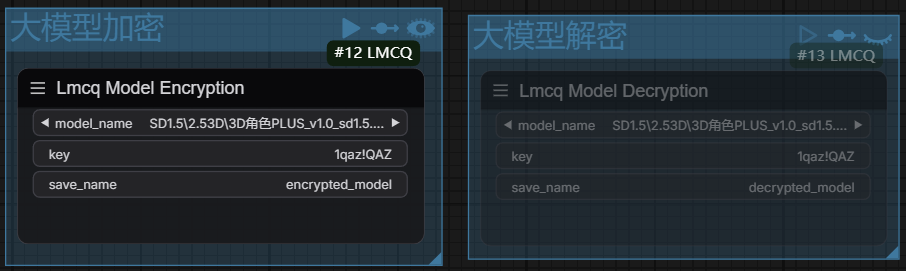 大模型加密
#12 LMCQ
Lmcq Model Encryption
model_name SD1.5\2.53D\3D角色PLUS_v1.0_sd1.5....
key 1qaz!QAZ
save_name encrypted_model
大模型解密
#13 LMCQ
Lmcq Model Decryption
model_name SD1.5\2.53D\3D角色PLUS_v1.0_sd1.5....
key 1qaz!QAZ
save_name decrypted_model